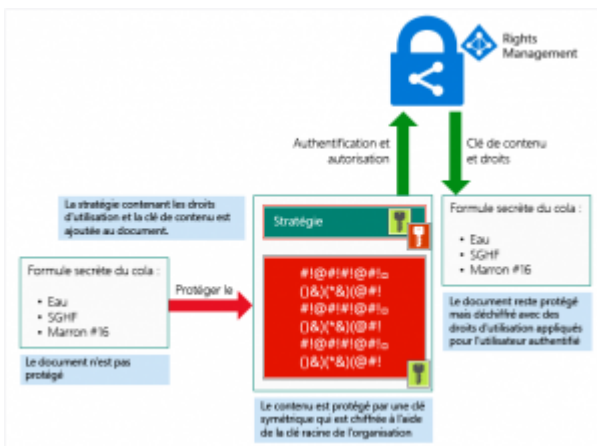 Rights
Management
Authentification et
autorisation
Clé de contenu
et droits
La stratégie contenant les droits
d'utilisation et la clé de contenu est
ajoutée au document.
Stratégie
Formule secrète du cola :
• Eau
• SGHF
• Marron #16
Formule secrète du cola :
• Eau
• SGHF
• Marron #16
Protéger le
#!@#!#!@#!¤
()&)(*&)(@#!
#!@#!#!@#!¤
()&)(*&)(@#!
#!@#!#!@#!¤
()&)(*&)(@#!
Le document n'est pas
protégé
Le document reste protégé
mais déchiffré avec des
droits d'utilisation appliqués
pour l'utilisateur authentifié
Le contenu est protégé par une clé
symétrique qui est chiffrée à l'aide
de la clé racine de l'organisation